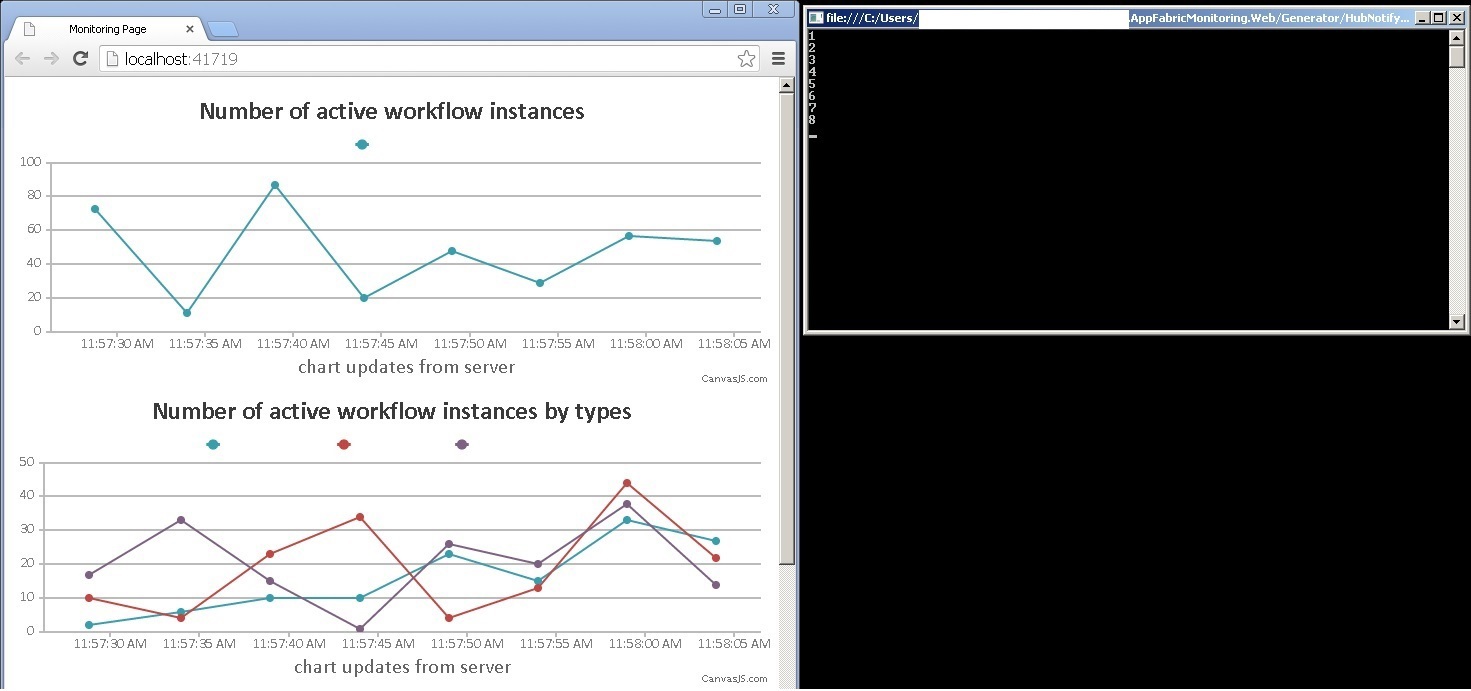 Monitoring Page
localhost:41719
Number of active workflow instances
100
80
60
40
20
0
11:57:30 AM 11:57:35 AM 11:57:40 AM 11:57:45 AM 11:57:50 AM 11:57:55 AM 11:58:00 AM 11:58:05 AM
chart updates from server
CanvasJS.com
Number of active workflow instances by types
50
40
30
20
10
0
11:57:30 AM 11:57:35 AM 11:57:40 AM 11:57:45 AM 11:57:50 AM 11:57:55 AM 11:58:00 AM 11:58:05 AM
chart updates from server
CanvasJS.com
file:///C:/Users/ .AppFabricMonitoring.Web/Generator/HubNotify...
1
2
3
4
5
6
7
8